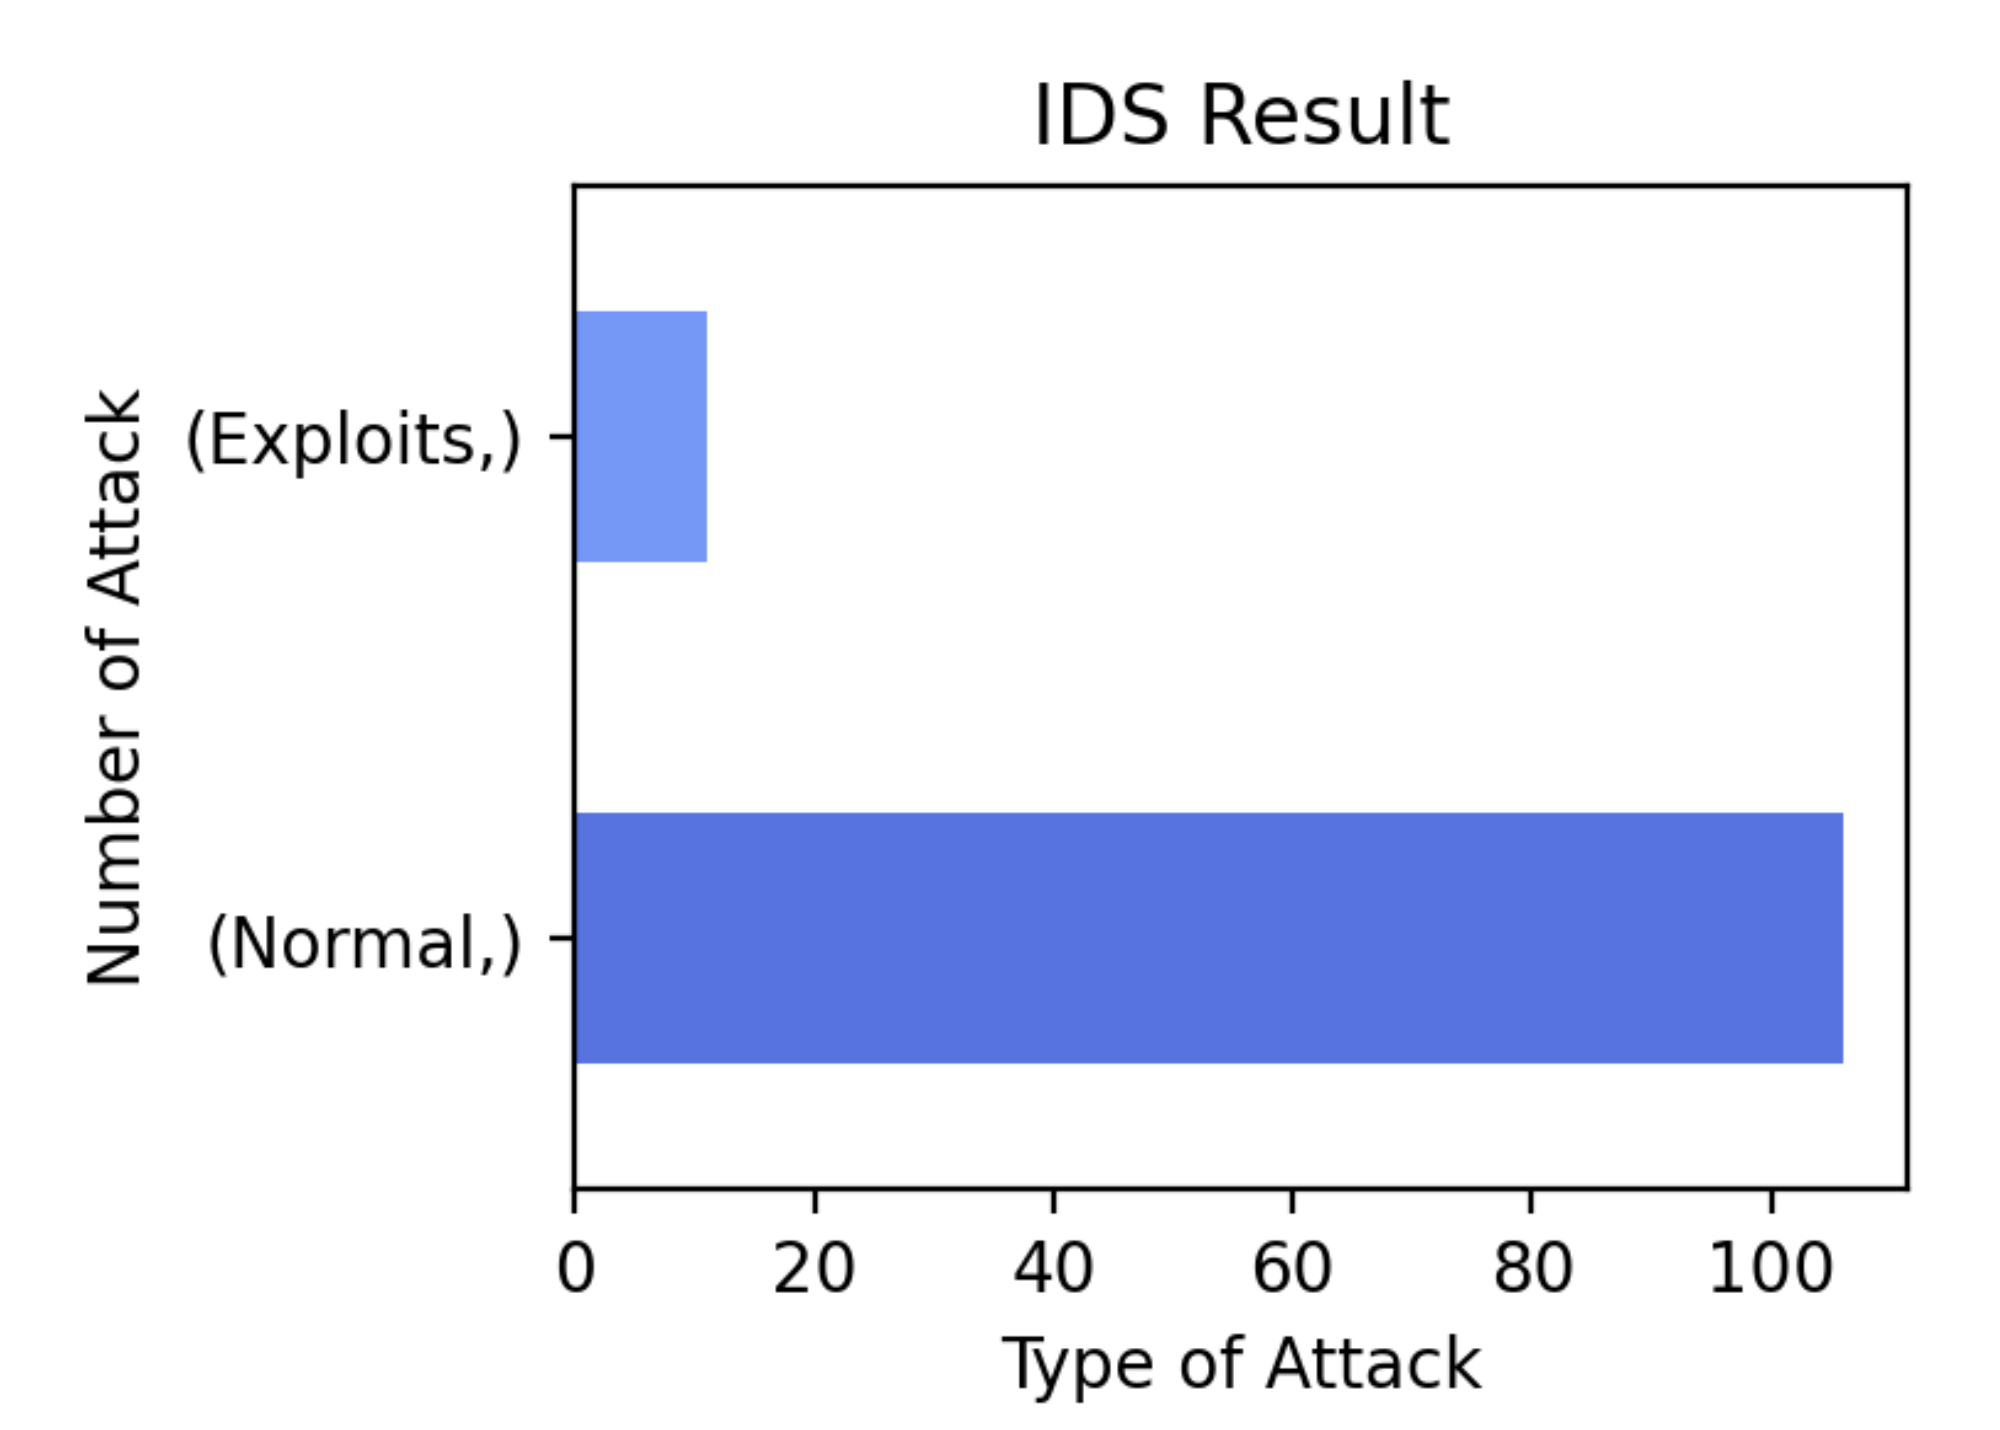 IDS Result
Number of Attack
(Exploits,)
(Normal,)
0 20 40 60 80 100
Type of Attack